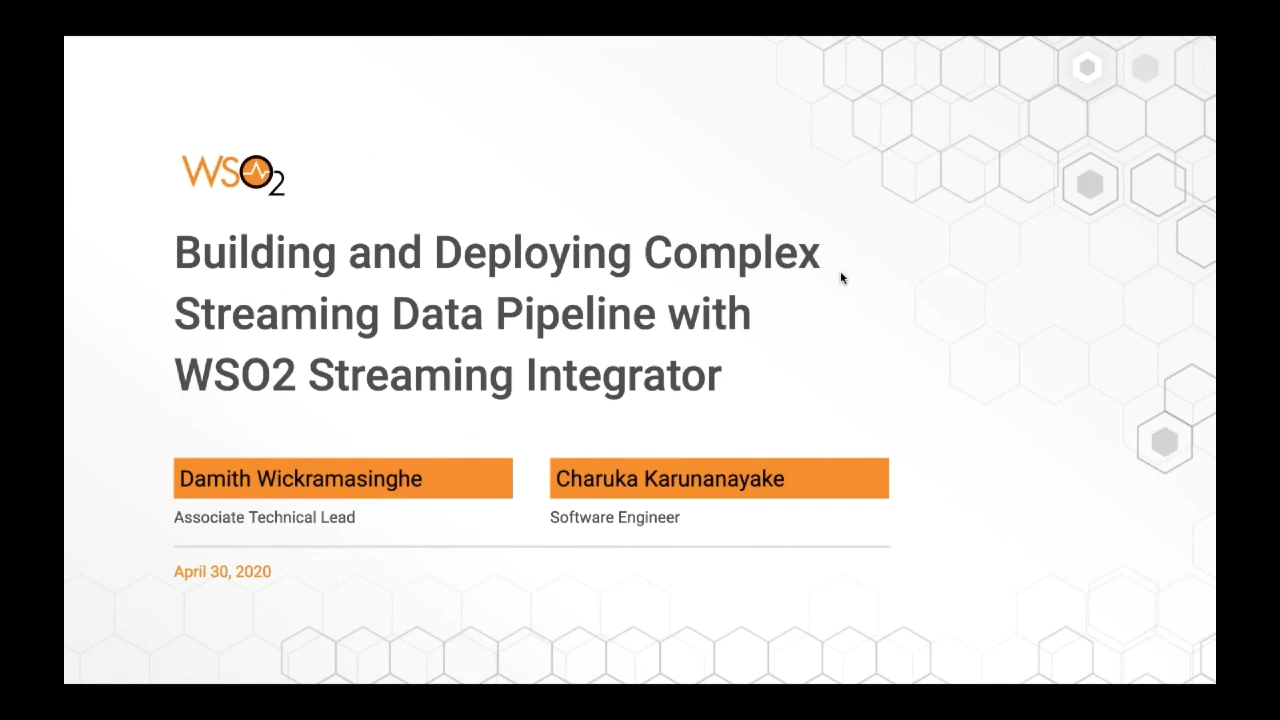 WSO2
Building and Deploying Complex
Streaming Data Pipeline with
WSO2 Streaming Integrator
Damith Wickramasinghe
Charuka Karunanayake
Associate Technical Lead
Software Engineer
April 30, 2020